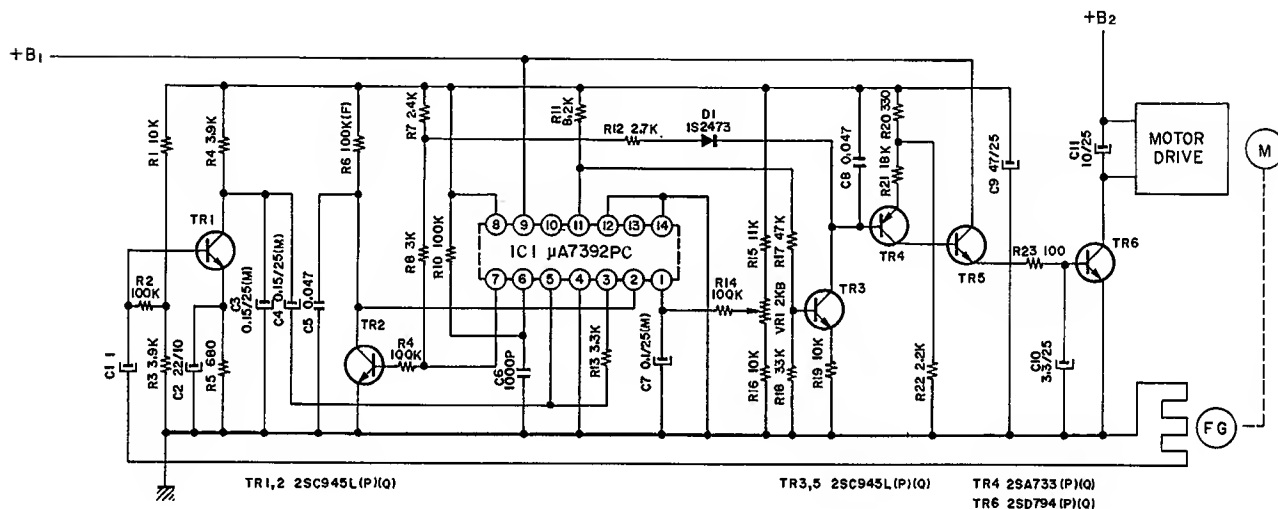 +B2
+B1
R1 10K
R4 3.9K
R6 100K(F)
R7 2.4K
R11 8.2K
R12 2.7K
D1
1S2473
C8 0.047
R20 330
R21 18K
C9 47/25
C11
10/25
MOTOR
DRIVE
M
TR1
8 9 10 11 12 13 14
IC1 μA7392PC
7 6 5 4 3 2 1
R2
100K
R3 3.9K
C1 1
C2 22/10
R5 680
C3
0.15/25(M)
C4 0.15/25(M)
C5 0.047
TR2
R4
100K
R8 3K
R10 100K
C6
1000P
R13 3.3K
C7 0.1/25(M)
R14
100K
R15 11K
VR1 2KB
R16 10K
R17 47K
R18 33K
TR3
R19 10K
TR4
TR5
R22 2.2K
R23 100
C10
3.3/25
TR6
FG
TR1,2 2SC945L(P)(Q)
TR3,5 2SC945L(P)(Q)
TR4 2SA733(P)(Q)
TR6 2SD794(P)(Q)